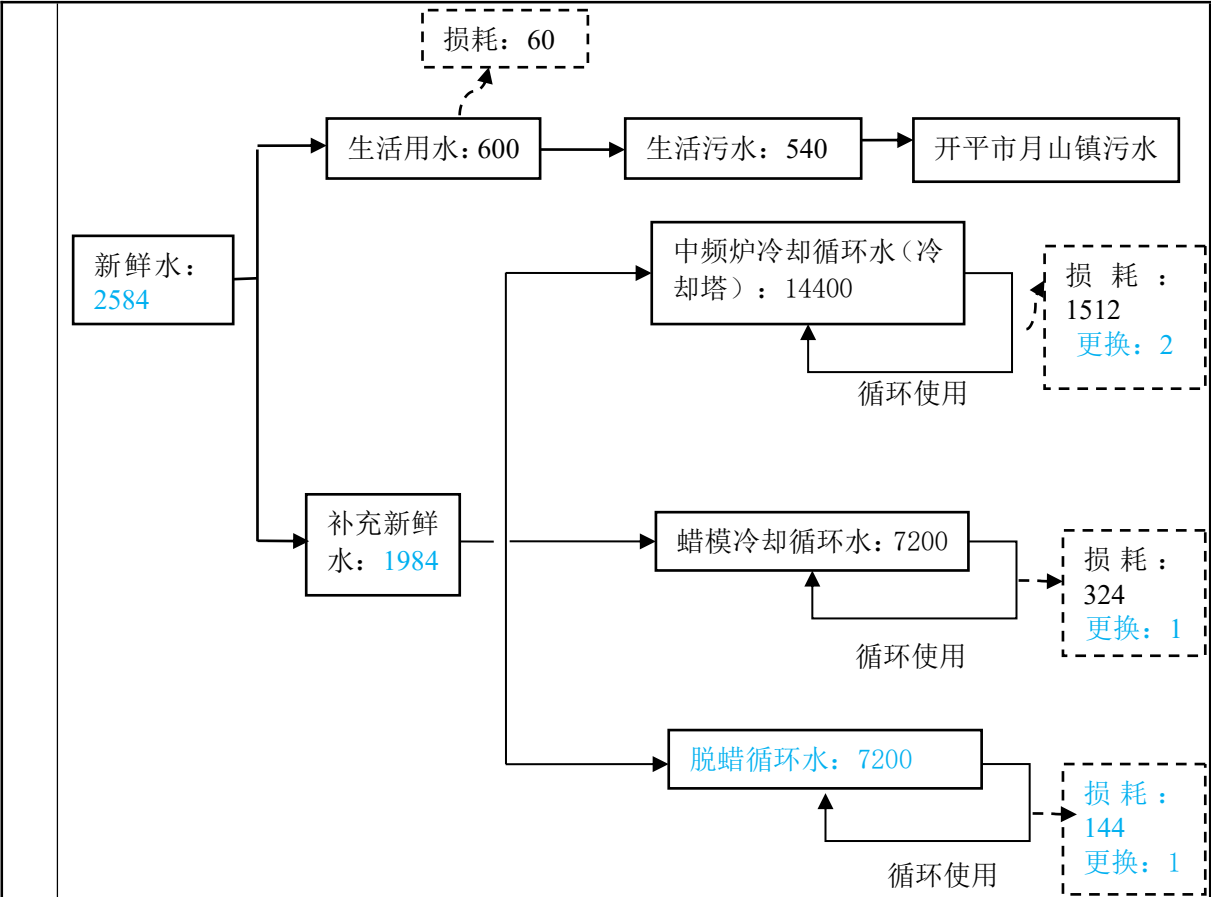 损�：60
生活用水：600
生活污水：540
开平市月山镇污水
新鲜水：
2584
中频炉冷却循环水（冷
却塔）：14400
损耗：
1512
更换：2
循环使用
补充新鲜
水：1984
蜡模冷却循环水：7200
损耗：
324
更换：1
循环使用
脱蜡循环水：7200
损耗：
144
更换：1
循环使用